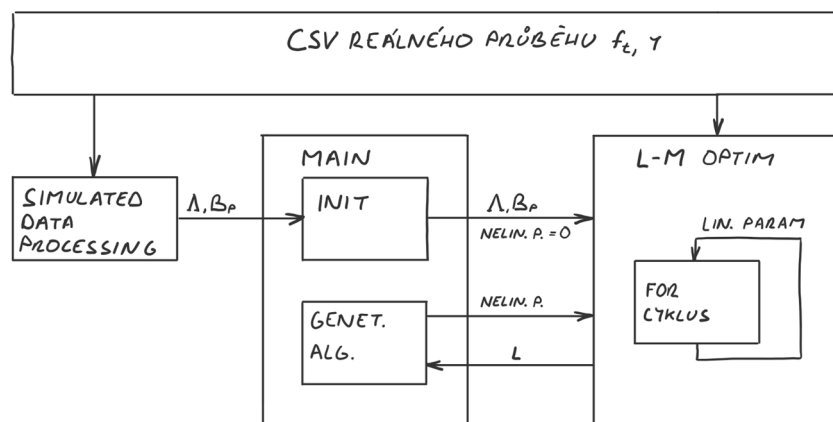 CSV REÁLNÉHO PRŮBĚHU f_t, y
MAIN
L-M OPTIM
SIMULATED
DATA
PROCESSING
Λ, B_P
INIT
Λ, B_P
NELIN. P. = 0
LIN. PARAM
FOR
CYKLUS
GENET.
ALG.
NELIN. P.
L